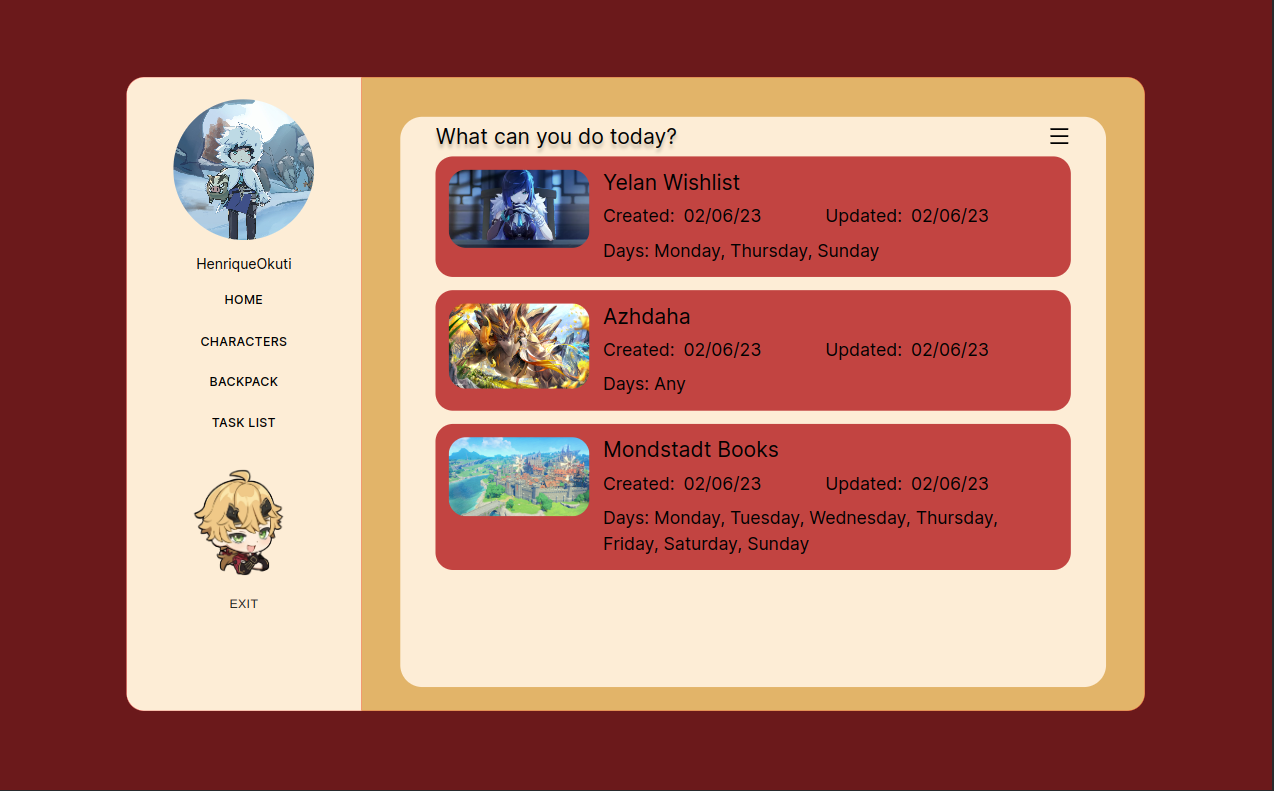 HenriqueOkuti
HOME
CHARACTERS
BACKPACK
TASK LIST
EXIT
What can you do today?
Yelan Wishlist
Created: 02/06/23 Updated: 02/06/23
Days: Monday, Thursday, Sunday
Azhdaha
Created: 02/06/23 Updated: 02/06/23
Days: Any
Mondstadt Books
Created: 02/06/23 Updated: 02/06/23
Days: Monday, Tuesday, Wednesday, Thursday,
Friday, Saturday, Sunday